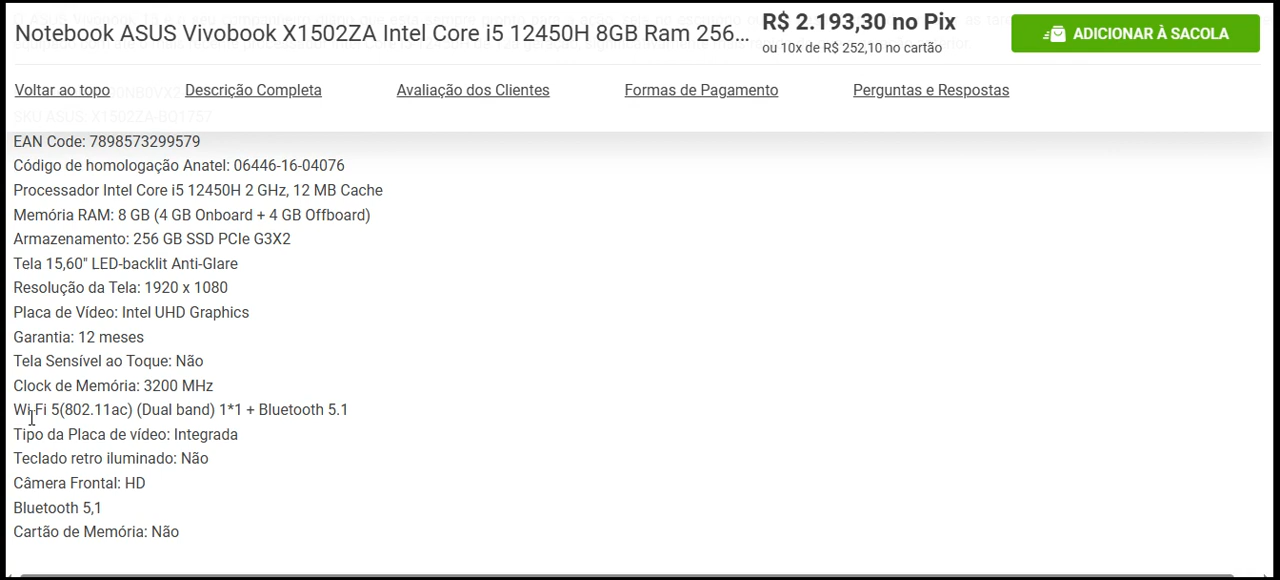 Notebook ASUS Vivobook X1502ZA Intel Core i5 12450H 8GB Ram 256...
R$ 2.193,30 no Pix
ou 10x de R$ 252,10 no cartão
ADICIONAR À SACOLA
Voltar ao topo
Descrição Completa
Avaliação dos Clientes
Formas de Pagamento
Perguntas e Respostas
SKU ASUS: X1502ZA-BQ1757
EAN Code: 7898573299579
Código de homologação Anatel: 06446-16-04076
Processador Intel Core i5 12450H 2 GHz, 12 MB Cache
Memória RAM: 8 GB (4 GB Onboard + 4 GB Offboard)
Armazenamento: 256 GB SSD PCIe G3X2
Tela 15,60" LED-backlit Anti-Glare
Resolução da Tela: 1920 x 1080
Placa de Vídeo: Intel UHD Graphics
Garantia: 12 meses
Tela Sensível ao Toque: Não
Clock de Memória: 3200 MHz
Wi-Fi 5(802.11ac) (Dual band) 1*1 + Bluetooth 5.1
Tipo da Placa de vídeo: Integrada
Teclado retro iluminado: Não
Câmera Frontal: HD
Bluetooth 5,1
Cartão de Memória: Não